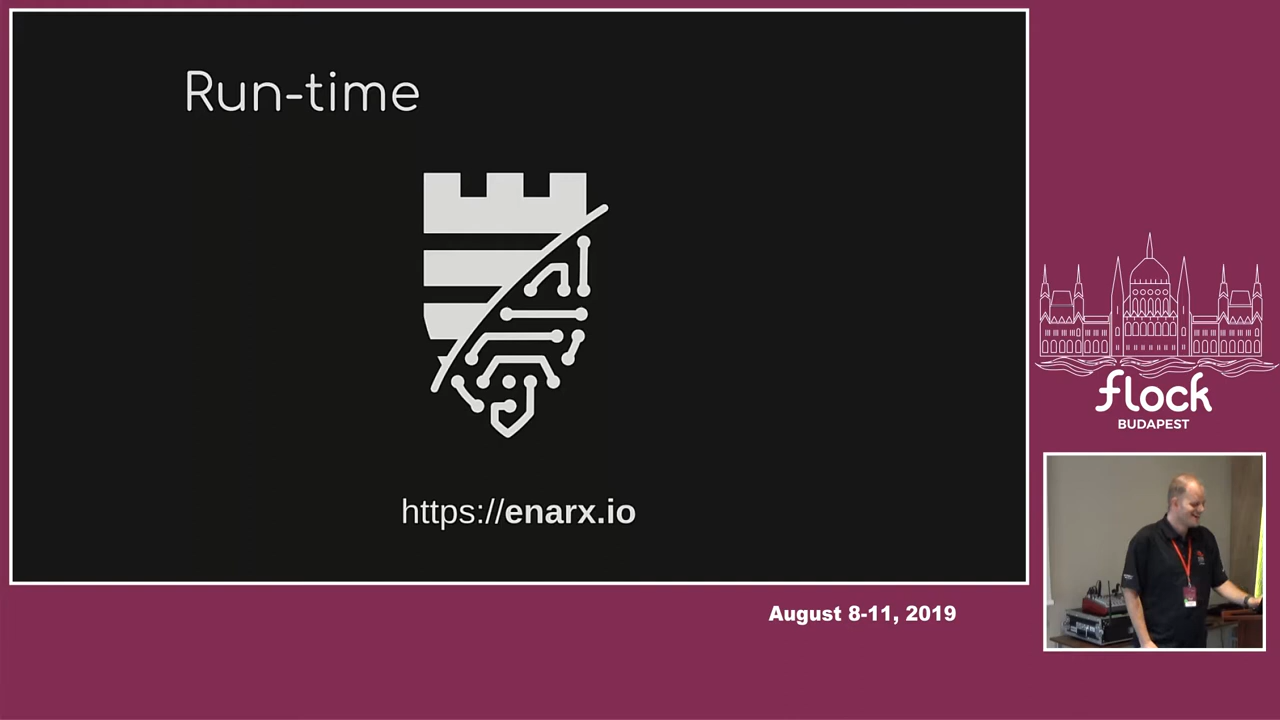 Run-time
https://enarx.io
flock
BUDAPEST
August 8-11, 2019